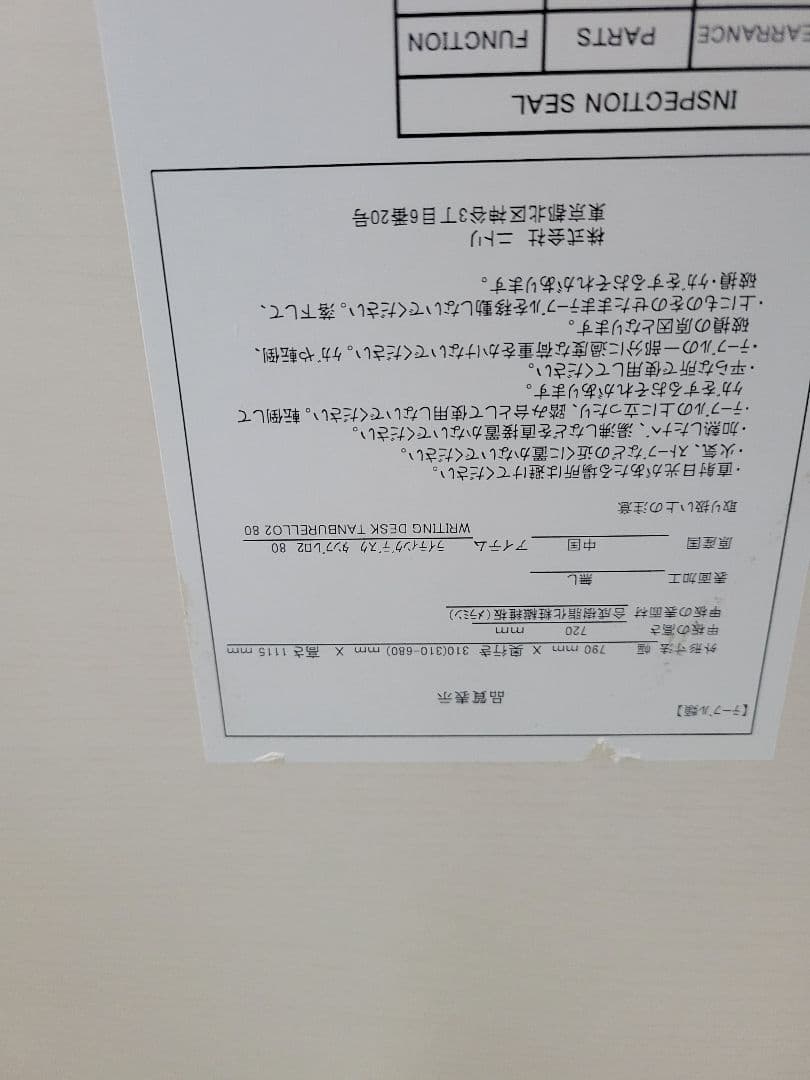 【テーブル類】
品質表示
外形寸法 幅 790 mm X 奥行き 310(310-680) mm X 高さ 1115 mm
甲板の高さ 720 mm
甲板の表面材 合成樹脂化粧繊維板(メラミン)
表面加工 無し
原産国 中国 アイテム ライティングデスク タンブレロ2 80
WRITING DESK TANBURELLO2 80
取り扱い上の注意
・直射日光があたる場所は避けてください。
・火気、ストーブなどの近くに置かないでください。
・加熱したナベ、湯沸しなどを直接置かないでください。
・テーブルの上に立ったり、踏み台として使用しないでください。転倒して
ケガをするおそれがあります。
・平らな所で使用してください。
・テーブルの一部分に過度な荷重をかけないでください。ケガや転倒、
破損の原因となります。
・上にものをのせたままテーブルを移動しないでください。落下して、
破損・ケガをするおそれがあります。
株式会社 ニトリ
東京都北区神谷3丁目6番20号
INSPECTION SEAL
EARRANCE PARTS FUNCTION